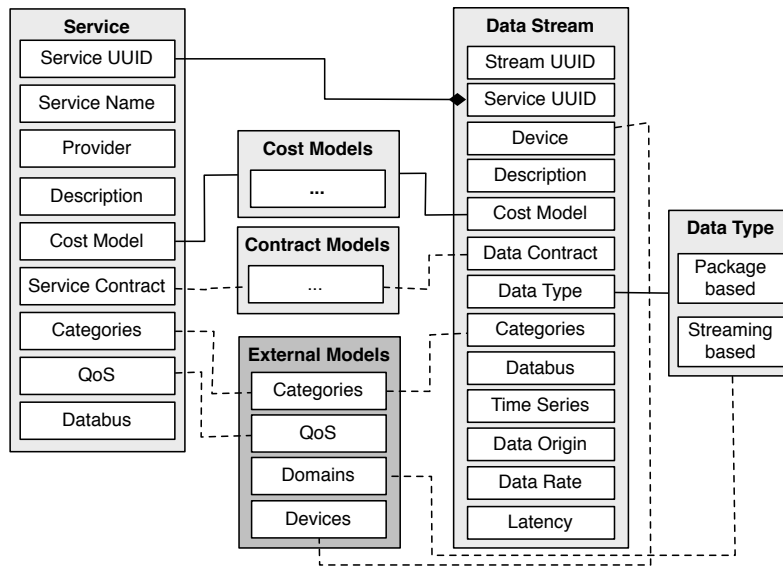 Service
Service UUID
Service Name
Provider
Description
Cost Model
Service Contract
Categories
QoS
Databus
Cost Models
...
Contract Models
...
External Models
Categories
QoS
Domains
Devices
Data Stream
Stream UUID
Service UUID
Device
Description
Cost Model
Data Contract
Data Type
Categories
Databus
Time Series
Data Origin
Data Rate
Latency
Data Type
Package
based
Streaming
based